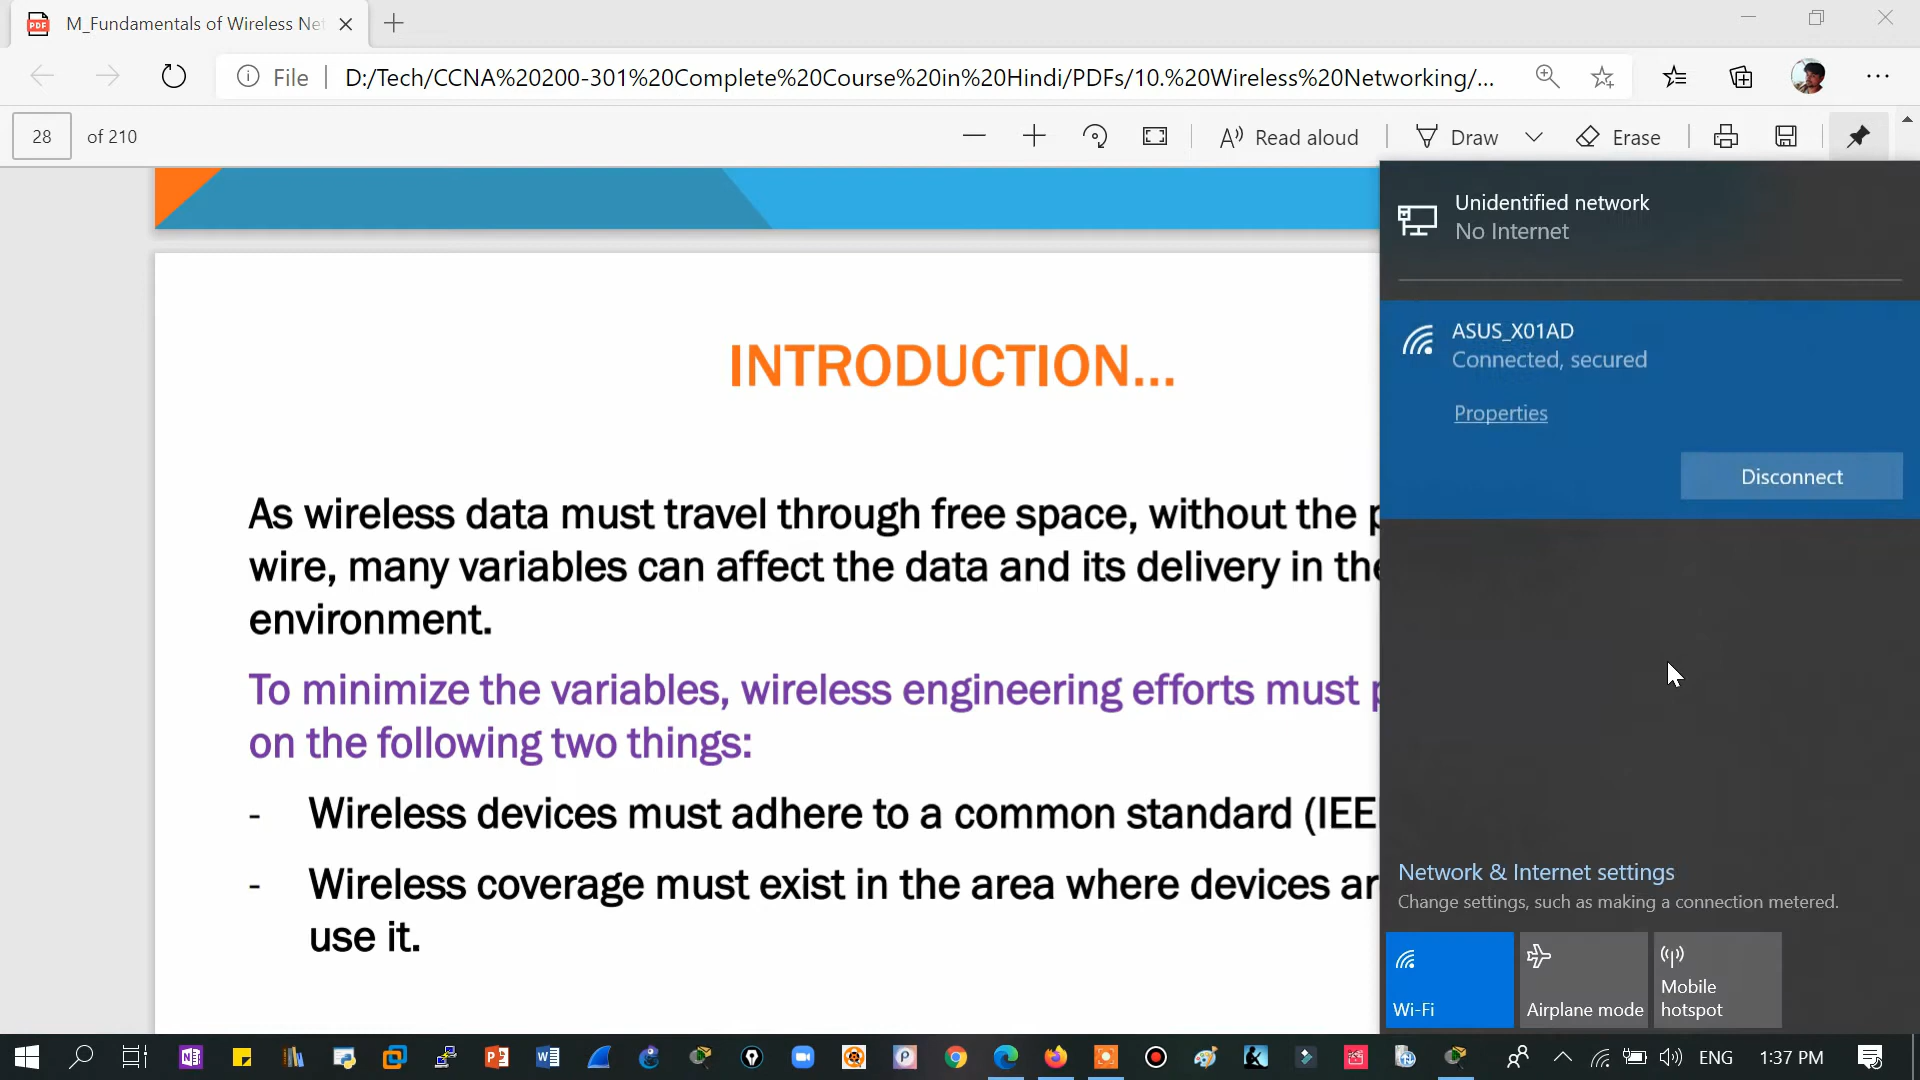 M_Fundamentals of Wireless Net
File
D:/Tech/CCNA%20200-301%20Complete%20Course%20in%20Hindi/PDFs/10.%20Wireless%20Networking/...
28 of 210
Read aloud
Draw
Erase
INTRODUCTION...
As wireless data must travel through free space, without the
wire, many variables can affect the data and its delivery in the
environment.
To minimize the variables, wireless engineering efforts must
on the following two things:
- Wireless devices must adhere to a common standard (IEE
- Wireless coverage must exist in the area where devices ar
use it.
Unidentified network
No Internet
ASUS_X01AD
Connected, secured
Properties
Disconnect
Network & Internet settings
Change settings, such as making a connection metered.
Wi-Fi
Airplane mode
Mobile
hotspot
ENG
1:37 PM